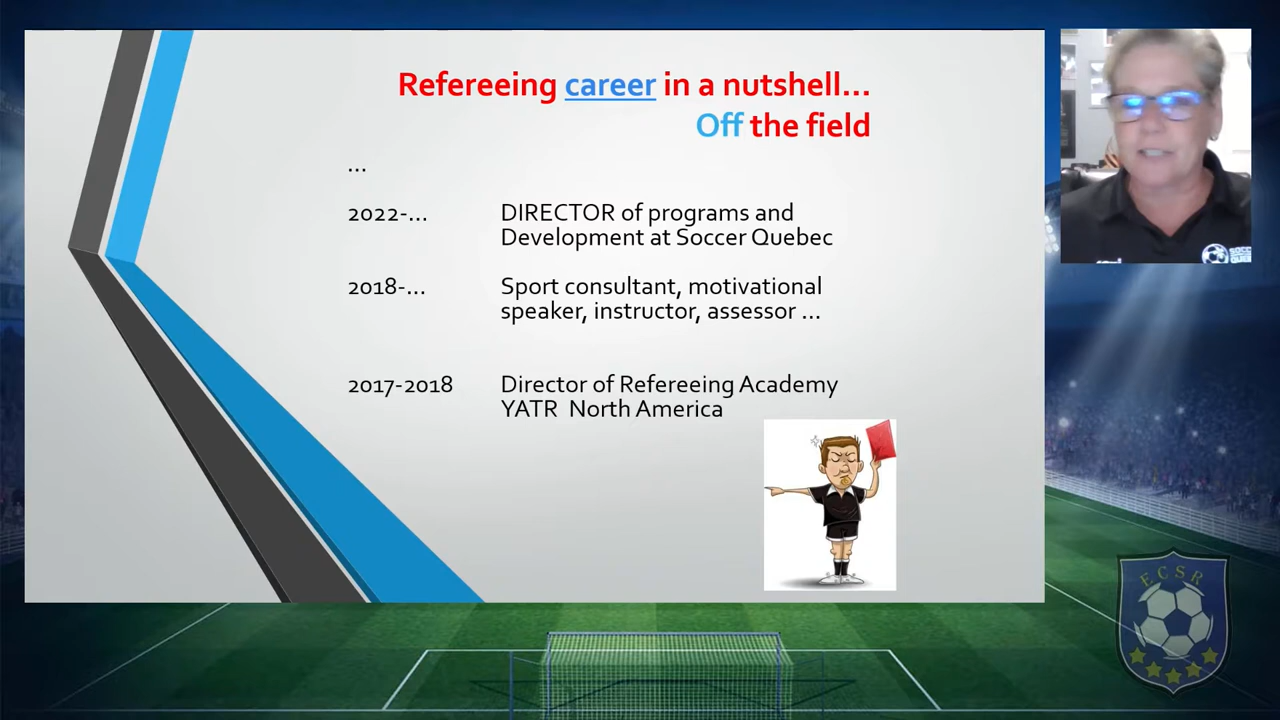 Refereeing career in a nutshell...
Off the field
...
2022-... DIRECTOR of programs and
Development at Soccer Quebec
2018-... Sport consultant, motivational
speaker, instructor, assessor ...
2017-2018 Director of Refereeing Academy
YATR North America
ECSR